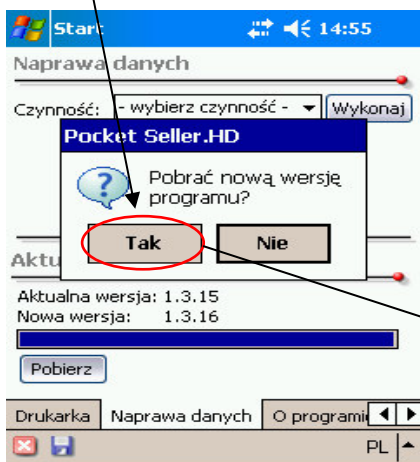 Start 14:55
Naprawa danych
Czynność: - wybierz czynność - Wykonaj
Pocket Seller.HD
Pobrać nową wersję
programu?
Tak Nie
Aktu
Aktualna wersja: 1.3.15
Nowa wersja: 1.3.16
Pobierz
Drukarka Naprawa danych O programie
PL